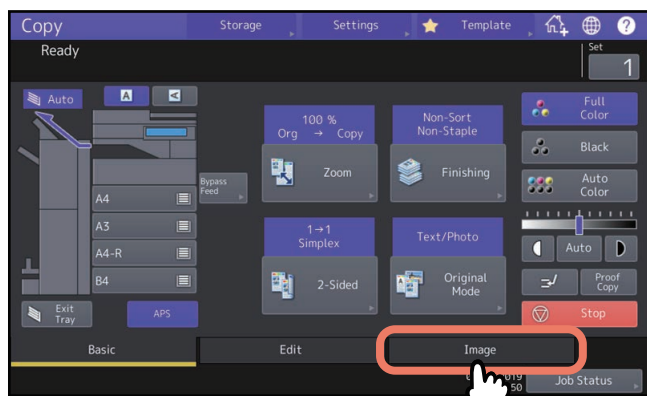 Copy
Storage
Settings
Template
?
Ready
Set
1
Auto
A
A
Full
Color
100 %
Org → Copy
Non-Sort
Non-Staple
Black
Zoom
Finishing
Bypass
Feed
Auto
Color
A4
A3
1→1
Simplex
Text/Photo
A4-R
Auto
B4
2-Sided
Original
Mode
Proof
Copy
Exit
Tray
APS
Stop
Basic
Edit
Image
50
Job Status